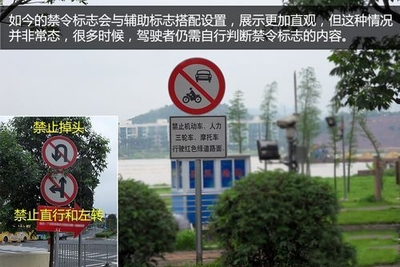 如今的禁令标志会与辅助标志搭配设置，展示更加直观，但这种情况
并非常态，很多时候，驾驶者仍需自行判断禁令标志的内容。
禁止机动车、人力
三轮车、摩托车
行驶红色绿道路面
禁止掉头
禁止直行和左转